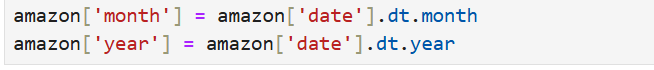 amazon['month'] = amazon['date'].dt.month
amazon['year'] = amazon['date'].dt.year